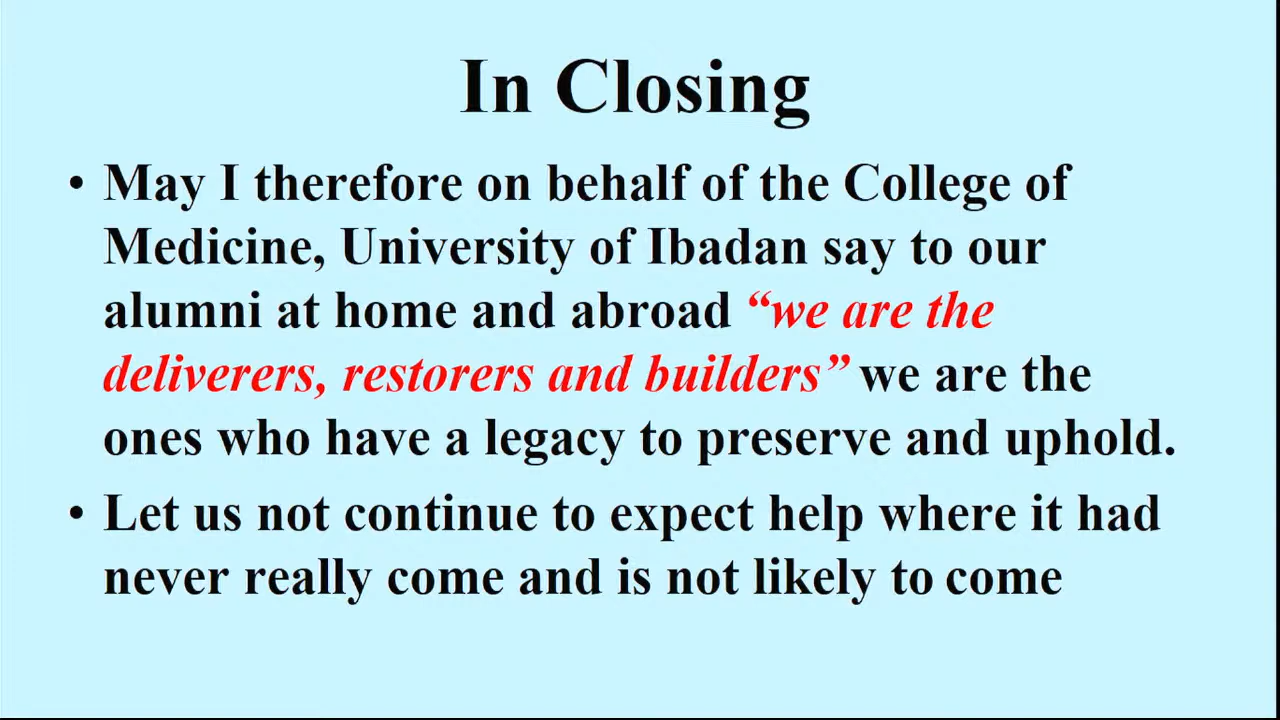 In Closing
• May I therefore on behalf of the College of
Medicine, University of Ibadan say to our
alumni at home and abroad “we are the
deliverers, restorers and builders” we are the
ones who have a legacy to preserve and uphold.
• Let us not continue to expect help where it had
never really come and is not likely to come